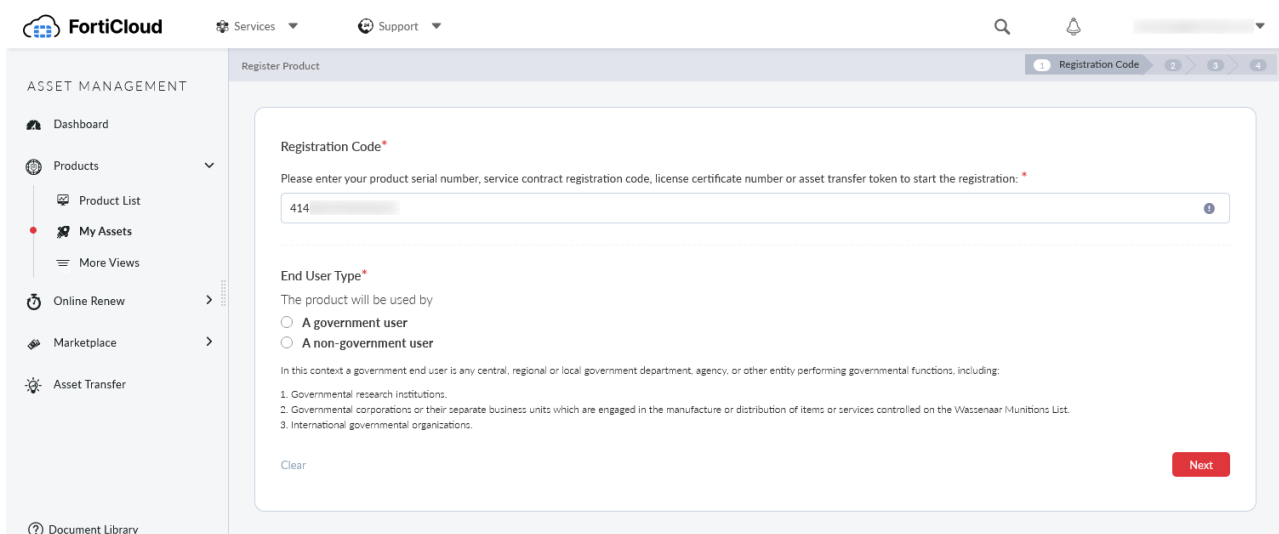 FortiCloud
Services
Support
ASSET MANAGEMENT
Dashboard
Products
Product List
My Assets
More Views
Online Renew
Marketplace
Asset Transfer
Document Library
Register Product
1 Registration Code 2 3 4
Registration Code*
Please enter your product serial number, service contract registration code, license certificate number or asset transfer token to start the registration: *
414
End User Type*
The product will be used by
A government user
A non-government user
In this context a government end user is any central, regional or local government department, agency, or other entity performing governmental functions, including:
1. Governmental research institutions.
2. Governmental corporations or their separate business units which are engaged in the manufacture or distribution of items or services controlled on the Wassenaar Munitions List.
3. International governmental organizations.
Clear
Next